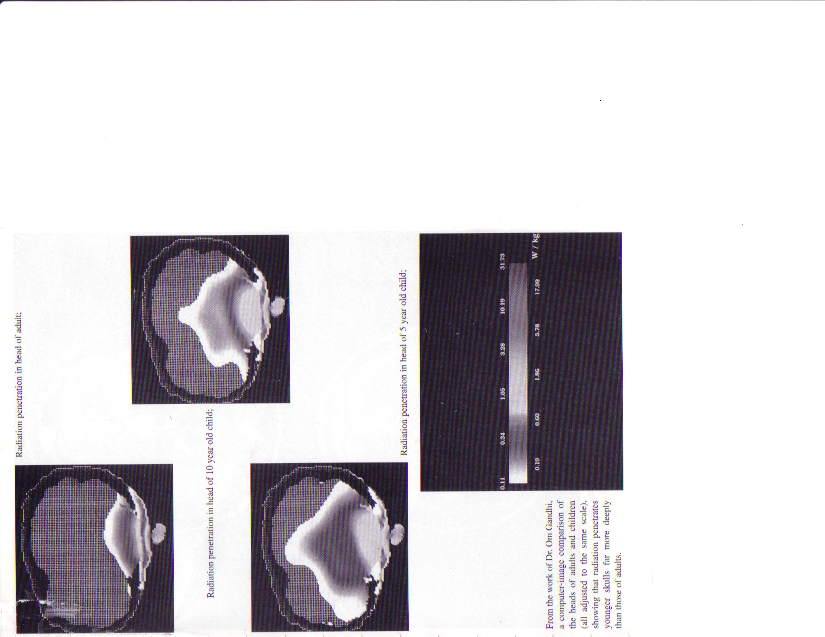 Radiation penetration in head of adult;
Radiation penetration in head of 10 year old child;
Radiation penetration in head of 5 year old child;
0.11 0.34 1.05 3.28 10.19 31.73
0.19 0.60 1.86 5.78 17.99 W / kg
From the work of Dr. Om Gandhi,
a computer-image comparison of
the heads of adults and children
(all adjusted to the same scale),
showing that radiation penetrates
younger skulls far more deeply
than those of adults.